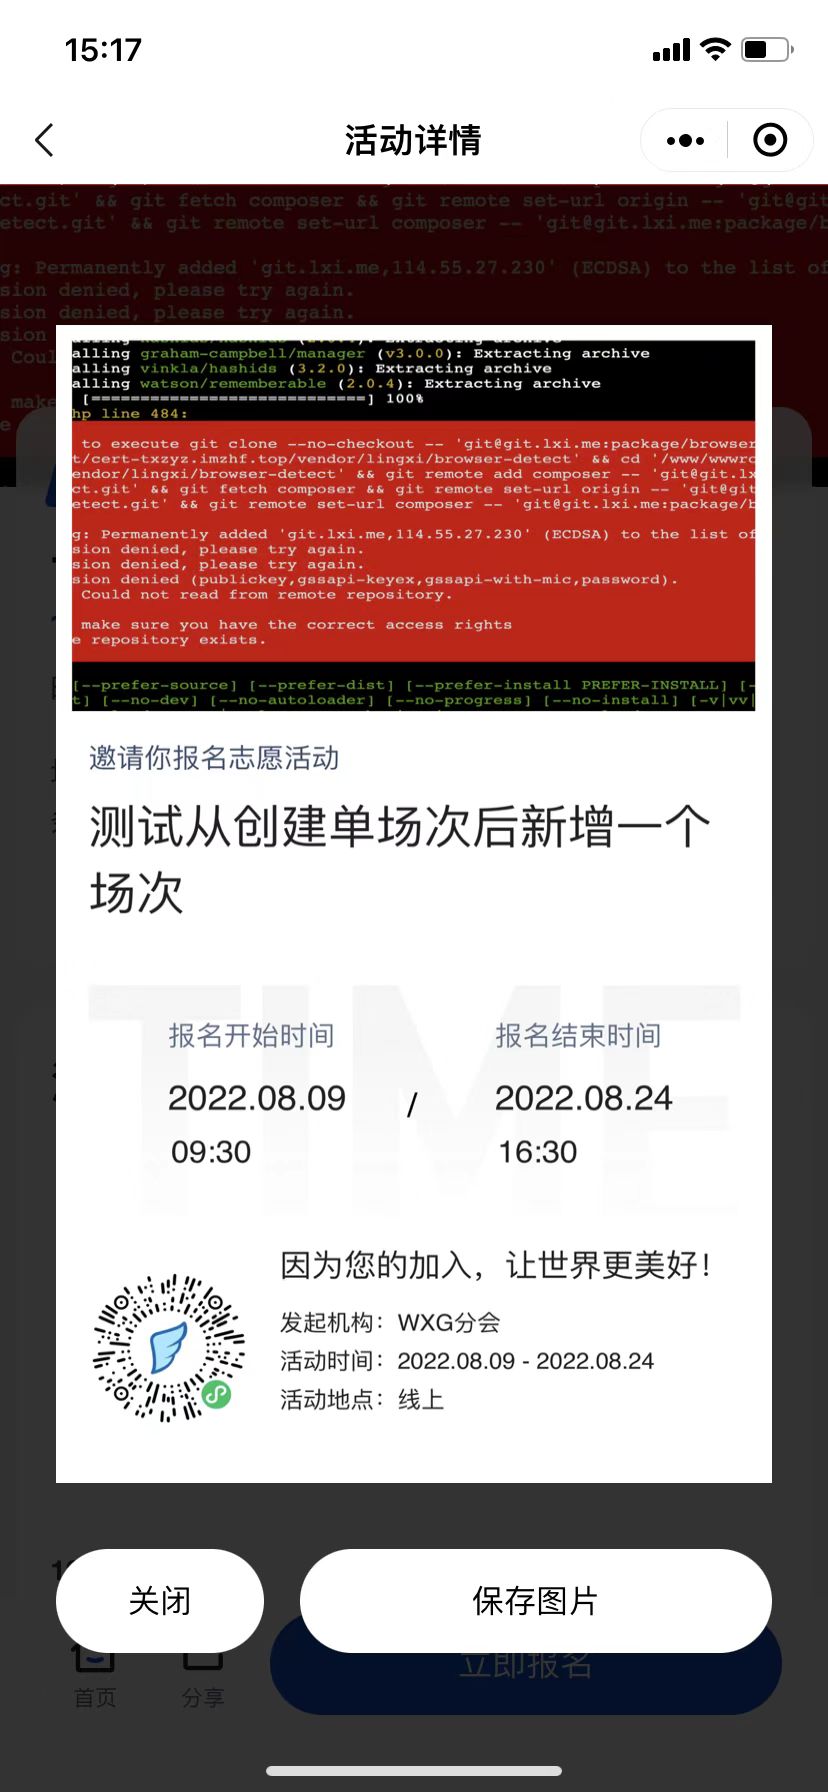 15:17
活动详情
ct.git' && git fetch composer && git remote set-url origin -- 'git@git
etect.git' && git remote set-url composer -- 'git@git.lxi.me:package/b
g: Permanently added 'git.lxi.me,114.55.27.230' (ECDSA) to the list of
sion denied, please try again.
sion denied, please try again.
sion
Coul
make
e
alling graham-campbell/manager (v3.0.0): Extracting archive
alling vinkla/hashids (3.2.0): Extracting archive
alling watson/rememberable (2.0.4): Extracting archive
[============================] 100%
hp line 484:
to execute git clone --no-checkout -- 'git@git.lxi.me:package/browser
t/cert-txzyz.imzhf.top/vendor/lingxi/browser-detect' && cd '/www/wwwro
endor/lingxi/browser-detect' && git remote add composer -- 'git@git.lx
ct.git' && git fetch composer && git remote set-url origin -- 'git@git
etect.git' && git remote set-url composer -- 'git@git.lxi.me:package/b
g: Permanently added 'git.lxi.me,114.55.27.230' (ECDSA) to the list of
sion denied, please try again.
sion denied, please try again.
sion denied (publickey,gssapi-keyex,gssapi-with-mic,password).
Could not read from remote repository.
make sure you have the correct access rights
e repository exists.
[--prefer-source] [--prefer-dist] [--prefer-install PREFER-INSTALL] [-
t] [--no-dev] [--no-autoloader] [--no-progress] [--no-install] [-v|vv|
邀请你报名志愿活动
测试从创建单场次后新增一个
场次
TIME
报名开始时间 报名结束时间
2022.08.09 / 2022.08.24
09:30 16:30
因为您的加入，让世界更美好！
发起机构：WXG分会
活动时间：2022.08.09 - 2022.08.24
活动地点：线上
关闭 保存图片
首页 分享 立即报名